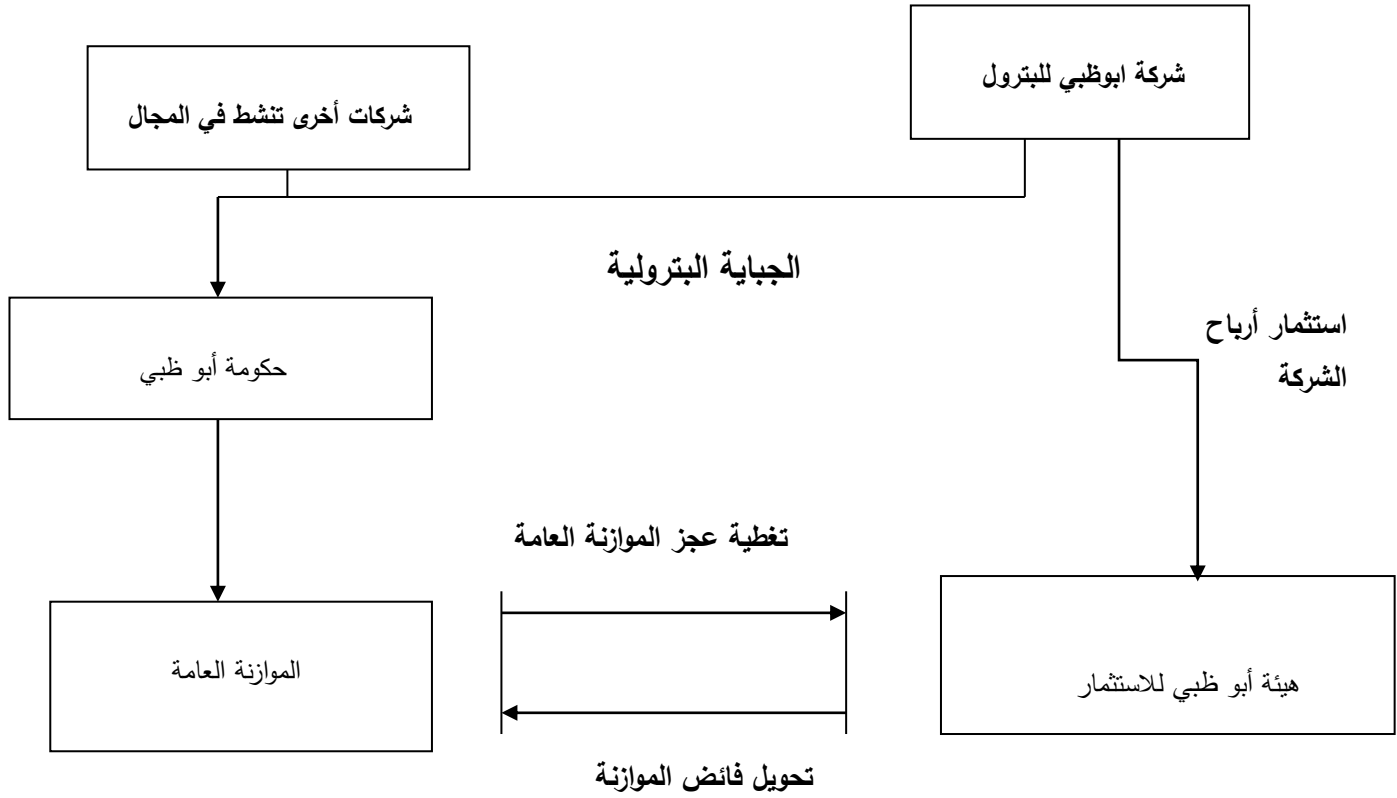 شركة ابوظبي للبترول
شركات أخرى تنشط في المجال
الجباية البترولية
استثمار أرباح
الشركة
حكومة أبو ظبي
تغطية عجز الموازنة العامة
الموازنة العامة
هيئة أبو ظبي للاستثمار
تحويل فائض الموازنة